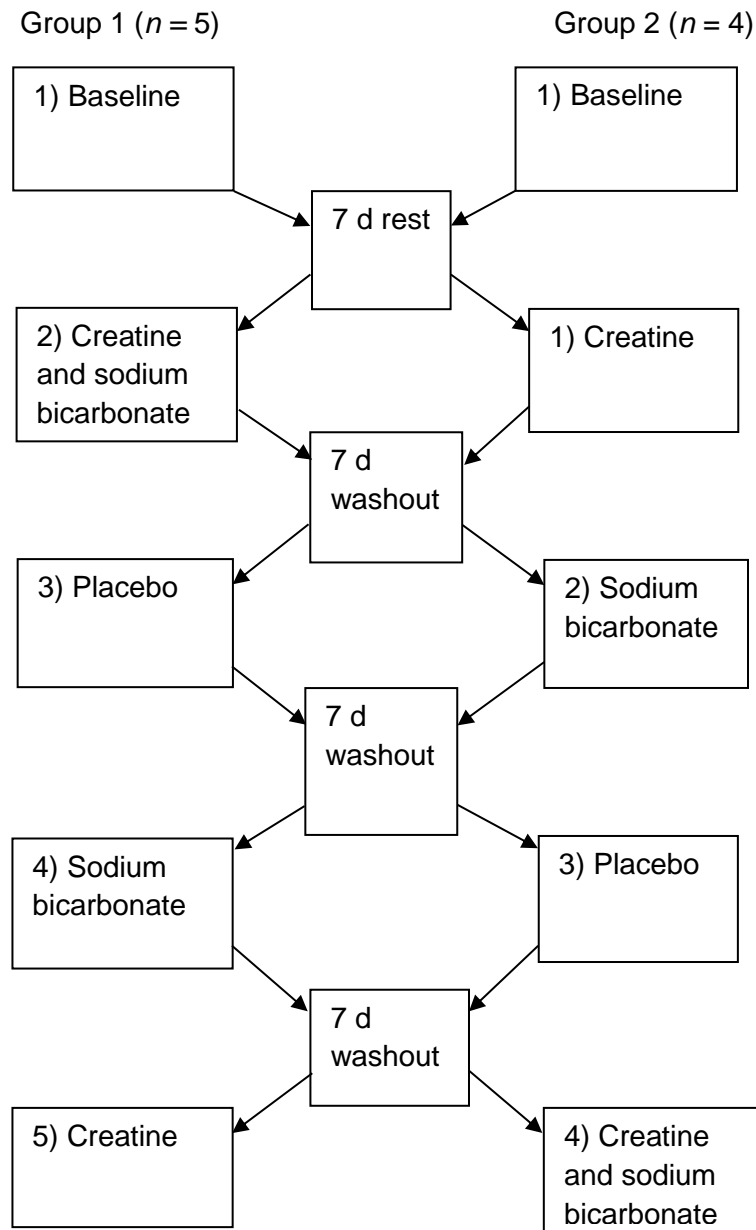 Group 1 (n = 5)
Group 2 (n = 4)
1) Baseline
1) Baseline
7 d rest
2) Creatine
and sodium
bicarbonate
1) Creatine
7 d
washout
3) Placebo
2) Sodium
bicarbonate
7 d
washout
4) Sodium
bicarbonate
3) Placebo
7 d
washout
5) Creatine
4) Creatine
and sodium
bicarbonate